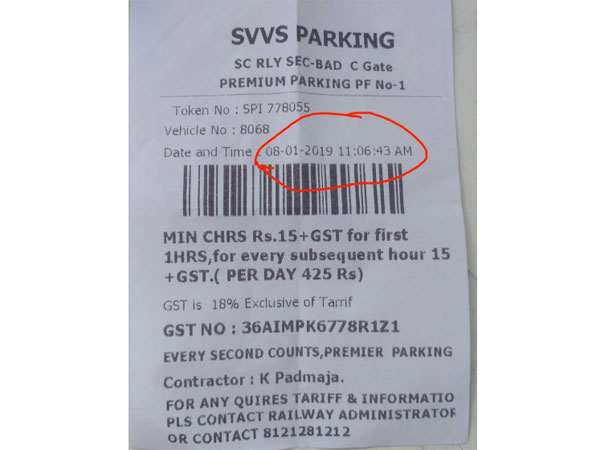 SVVS PARKING
SC RLY SEC-BAD C Gate
PREMIUM PARKING PF No-1
Token No : SPI 778055
Vehicle No : 8068
Date and Time : 08-01-2019 11:06:43 AM
MIN CHRS Rs.15+GST for first
1HRS,for every subsequent hour 15
+GST.( PER DAY 425 Rs)
GST is 18% Exclusive of Tarrif
GST NO : 36AIMPK6778R1Z1
EVERY SECOND COUNTS,PREMIER PARKING
Contractor : K Padmaja.
FOR ANY QUIRES TARIFF & INFORMATIO
PLS CONTACT RAILWAY ADMINISTRATOR
OR CONTACT 8121281212